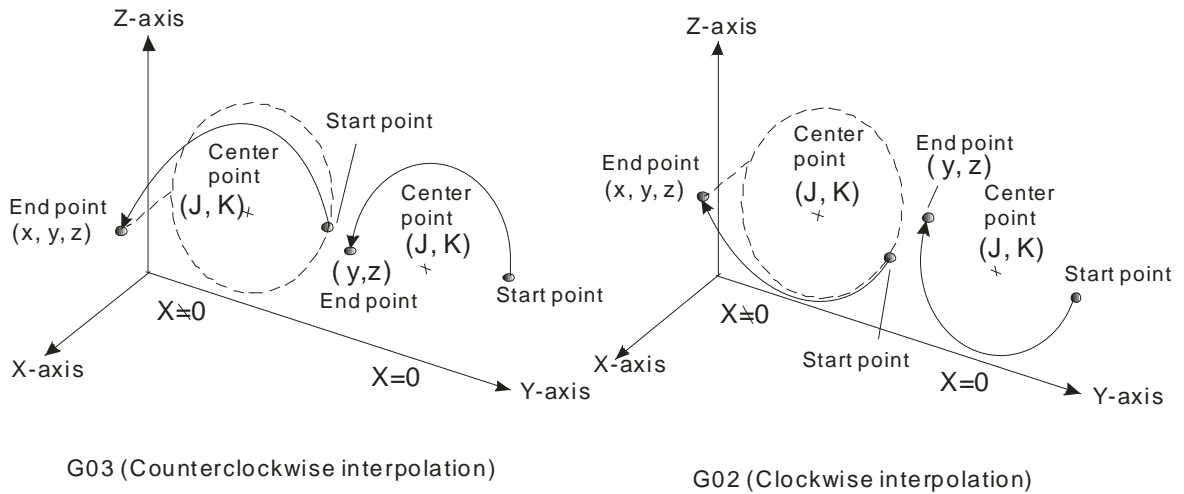 Z-axis
Start point
Center
point
(J, K)
End point
(x, y, z)
Center
point
(J, K)
(y,z)
End point
Start point
X≠0
X-axis
X=0
Y-axis
G03 (Counterclockwise interpolation)
Z-axis
Center
point
(J, K)
End point
(x, y, z)
End point
(y, z)
Center
point
(J, K)
Start point
X≠0
X-axis
Start point
X=0
Y-axis
G02 (Clockwise interpolation)